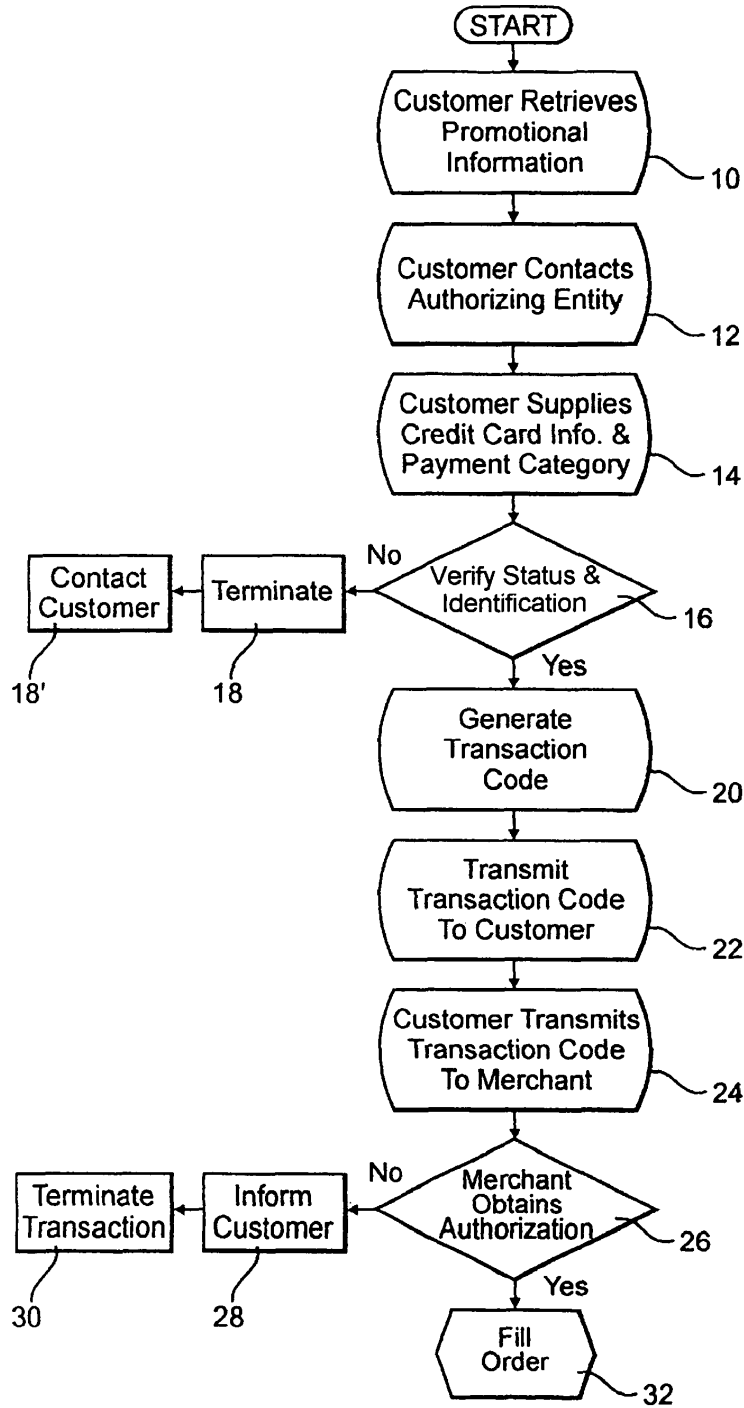 START
Customer Retrieves
Promotional
Information
10
Customer Contacts
Authorizing Entity
12
Customer Supplies
Credit Card Info. &
Payment Category
14
No
Verify Status &
Identification
16
Contact
Customer
Terminate
18'
18
Yes
Generate
Transaction
Code
20
Transmit
Transaction Code
To Customer
22
Customer Transmits
Transaction Code
To Merchant
24
No
Merchant
Obtains
Authorization
26
Terminate
Transaction
Inform
Customer
30
28
Yes
Fill
Order
32